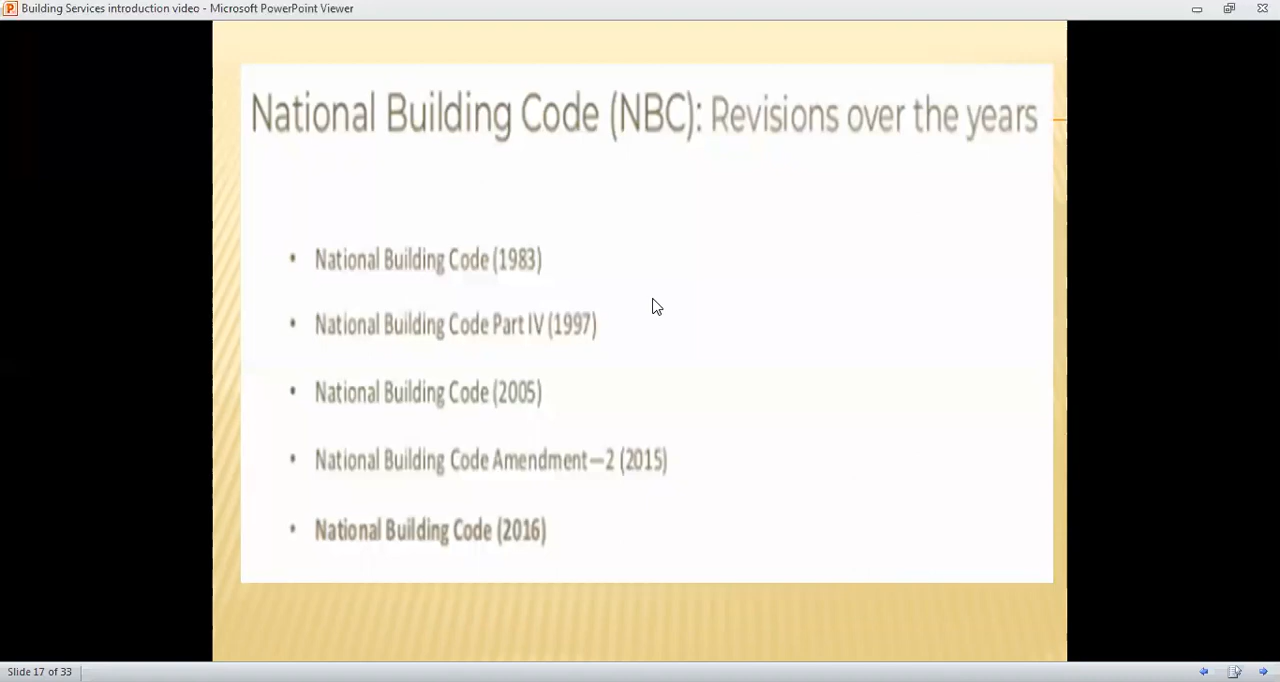 Building Services introduction video - Microsoft PowerPoint Viewer
National Building Code (NBC): Revisions over the years
• National Building Code (1983)
• National Building Code Part IV (1997)
• National Building Code (2005)
• National Building Code Amendment—2 (2015)
• National Building Code (2016)
Slide 17 of 33